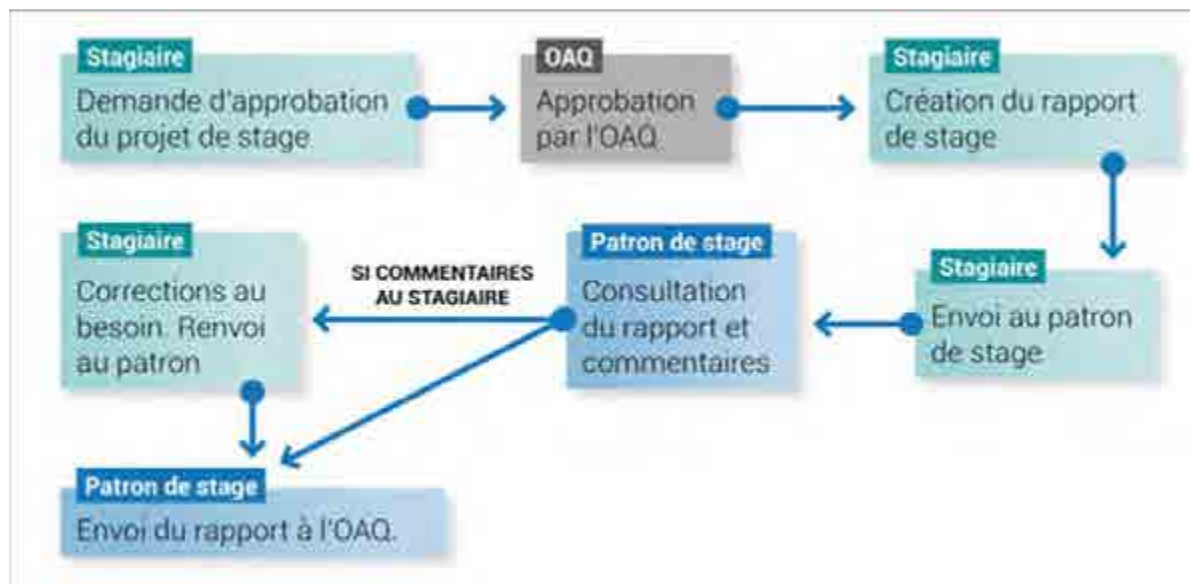 Stagiaire
Demande d'approbation
du projet de stage
OAQ
Approbation
par l'OAQ
Stagiaire
Création du rapport
de stage
Stagiaire
Envoi au patron
de stage
Patron de stage
Consultation
du rapport et
commentaires
SI COMMENTAIRES
AU STAGIAIRE
Stagiaire
Corrections au
besoin. Renvoi
au patron
Patron de stage
Envoi du rapport à l'OAQ.